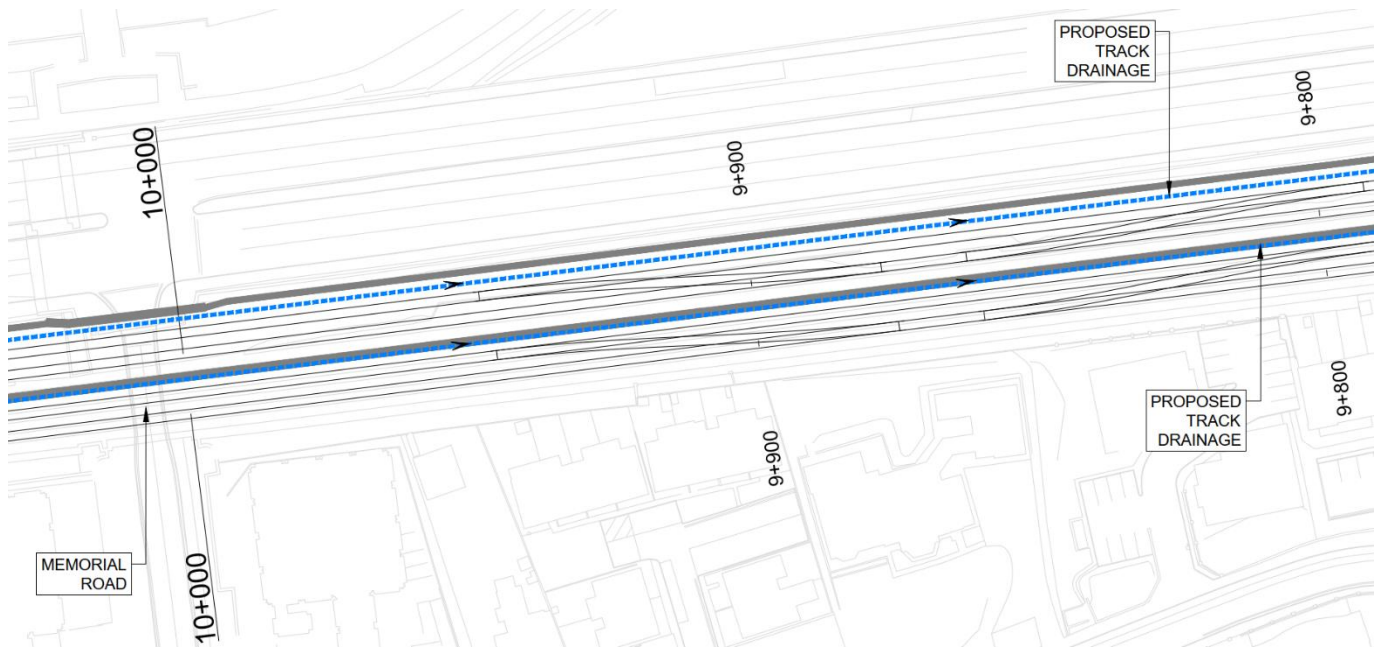 PROPOSED
TRACK
DRAINAGE
9+800
10+000
9+900
PROPOSED
TRACK
DRAINAGE
9+800
9+900
MEMORIAL
ROAD
10+000